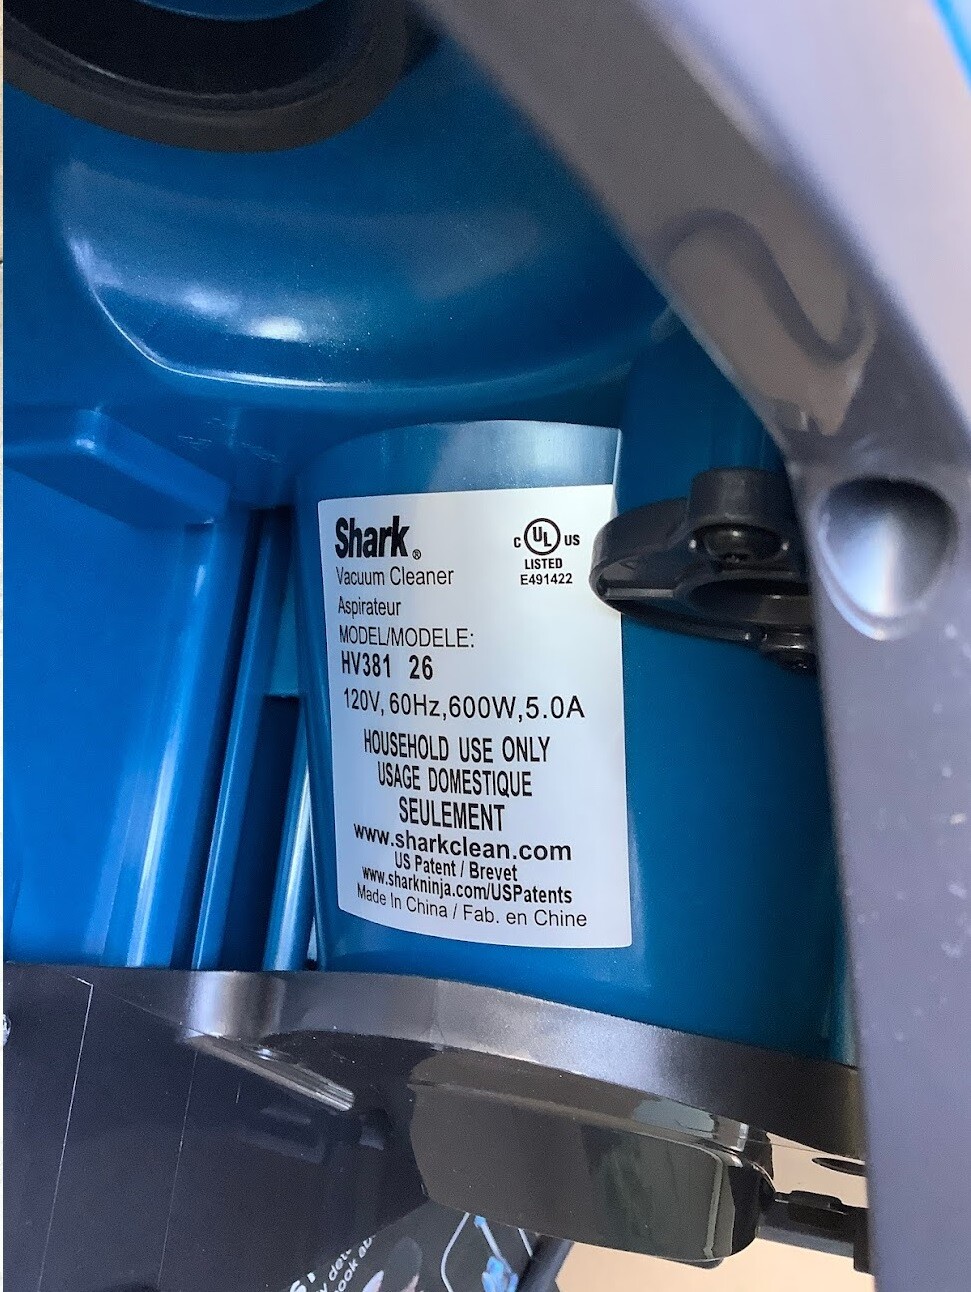 Shark®
Vacuum Cleaner
Aspirateur
C UL US
LISTED
E491422
MODEL/MODELE:
HV381 26
120V, 60Hz,600W,5.0A
HOUSEHOLD USE ONLY
USAGE DOMESTIQUE
SEULEMENT
www.sharkclean.com
US Patent / Brevet
www.sharkninja.com/USPatents
Made In China / Fab. en Chine